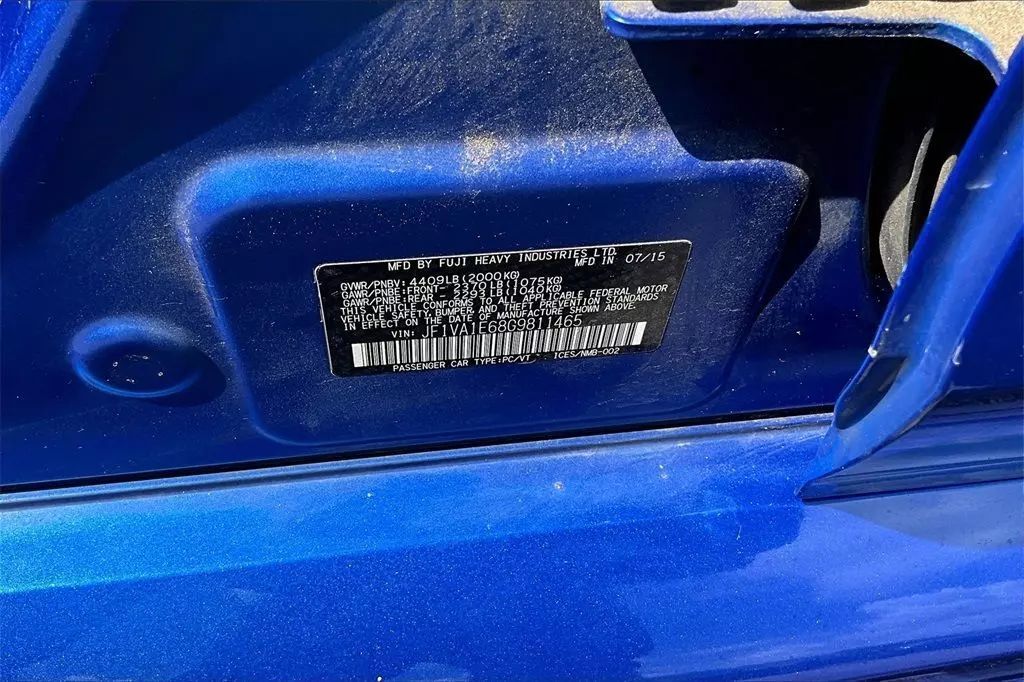 MFD BY FUJI HEAVY INDUSTRIES LTD.
MFD IN 07/15
GVWR/PNBV: 4409LB(2000KG)
GAWR/PNBE:FRONT- 2370LB(1075KG)
GAWR/PNBE:REAR - 2293LB(1040KG)
THIS VEHICLE CONFORMS TO ALL APPLICABLE FEDERAL MOTOR
VEHICLE SAFETY, BUMPER, AND THEFT PREVENTION STANDARDS
IN EFFECT ON THE DATE OF MANUFACTURE SHOWN ABOVE.
VIN: JF1VA1E68G9811465
PASSENGER CAR TYPE:PC/VT ICES/NMB-002